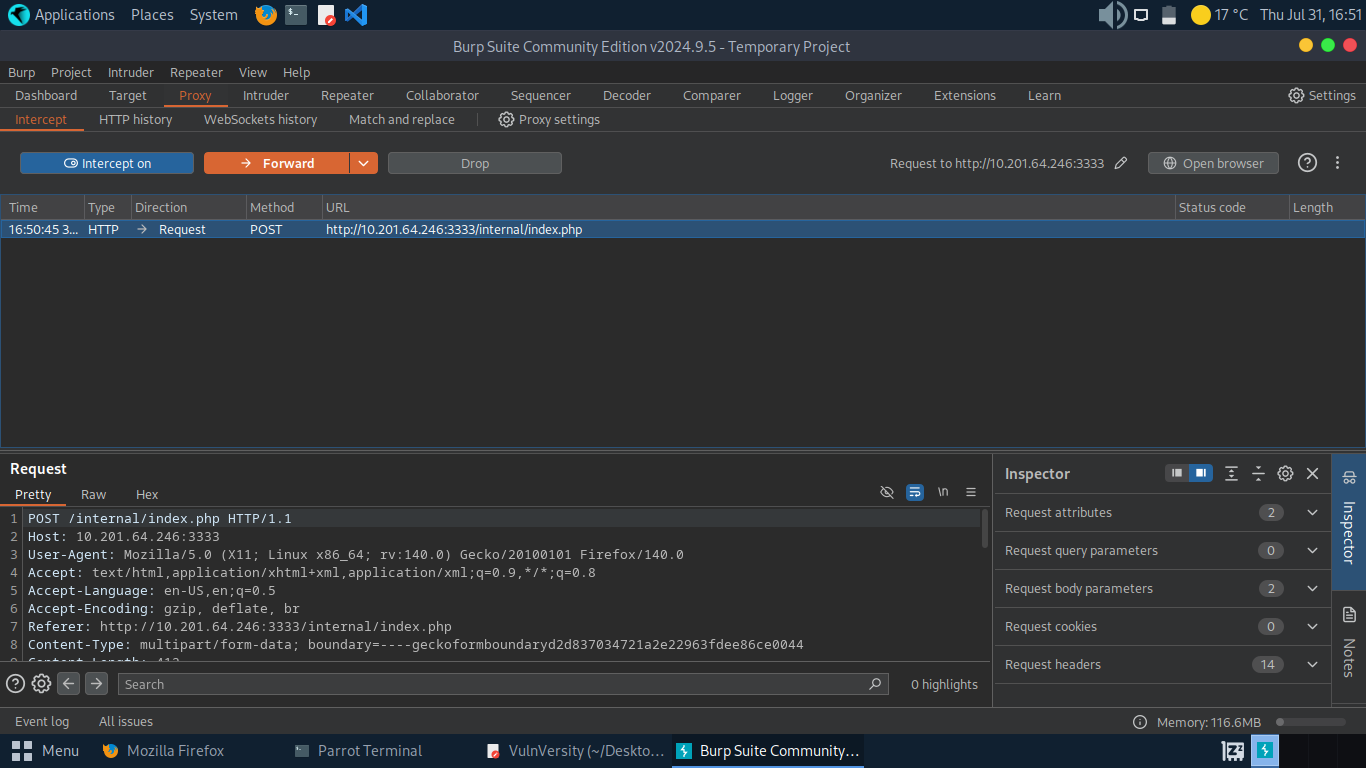 Applications Places System 17 °C Thu Jul 31, 16:51
Burp Suite Community Edition v2024.9.5 - Temporary Project
Burp Project Intruder Repeater View Help
Dashboard Target Proxy Intruder Repeater Collaborator Sequencer Decoder Comparer Logger Organizer Extensions Learn Settings
Intercept HTTP history WebSockets history Match and replace Proxy settings
Intercept on Forward Drop Request to http://10.201.64.246:3333 Open browser
Time Type Direction Method URL Status code Length
16:50:45 3... HTTP Request POST http://10.201.64.246:3333/internal/index.php
Request
Pretty Raw Hex \n
1 POST /internal/index.php HTTP/1.1
2 Host: 10.201.64.246:3333
3 User-Agent: Mozilla/5.0 (X11; Linux x86_64; rv:140.0) Gecko/20100101 Firefox/140.0
4 Accept: text/html,application/xhtml+xml,application/xml;q=0.9,*/*;q=0.8
5 Accept-Language: en-US,en;q=0.5
6 Accept-Encoding: gzip, deflate, br
7 Referer: http://10.201.64.246:3333/internal/index.php
8 Content-Type: multipart/form-data; boundary=----geckoformboundaryd2d837034721a2e22963fdee86ce0044
Search 0 highlights
Inspector
Request attributes 2
Request query parameters 0
Request body parameters 2
Request cookies 0
Request headers 14
Inspector
Notes
Event log All issues Memory: 116.6MB
Menu Mozilla Firefox Parrot Terminal VulnVersity (~/Deskto... Burp Suite Community...